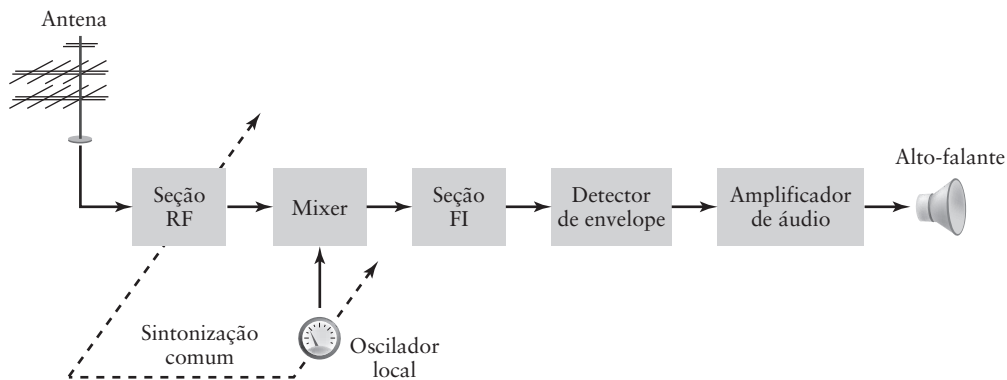 Antena
Seção
RF
Mixer
Seção
FI
Detector
de envelope
Amplificador
de áudio
Alto-falante
Sintonização
comum
Oscilador
local